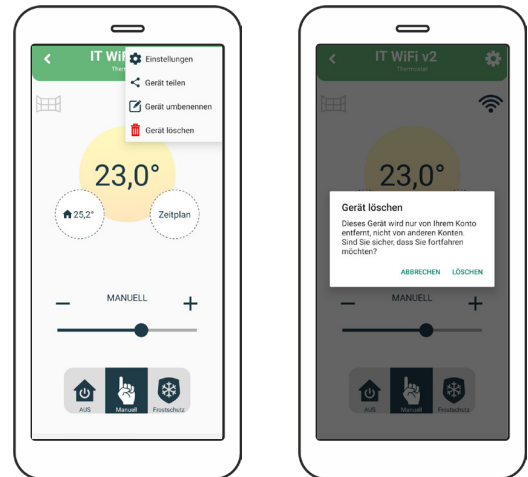 IT WiF
Ther
Einstellungen
Gerät teilen
Gerät umbenennen
Gerät löschen
23,0°
25,2°
Zeitplan
MANUELL
AUS
Manuell
Frostschutz
IT WiFi v2
Thermostat
23,0°
Gerät löschen
Dieses Gerät wird nur von Ihrem Konto
entfernt, nicht von anderen Konten.
Sind Sie sicher, dass Sie fortfahren
möchten?
ABBRECHEN LÖSCHEN
MANUELL
AUS
Manuell
Frostschutz